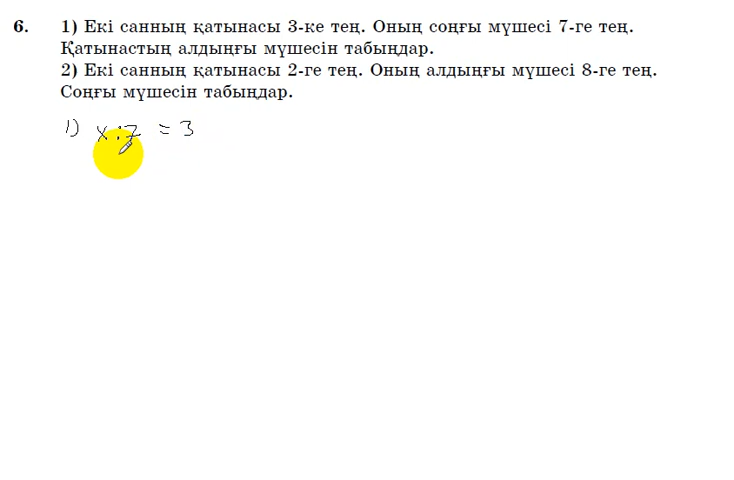 6. 1) Екі санның қатынасы 3-ке тең. Оның соңғы мүшесі 7-ге тең.
Қатынастың алдыңғы мүшесін табыңдар.
2) Екі санның қатынасы 2-ге тең. Оның алдыңғы мүшесі 8-ге тең.
Соңғы мүшесін табыңдар.
1) x : 7 = 3